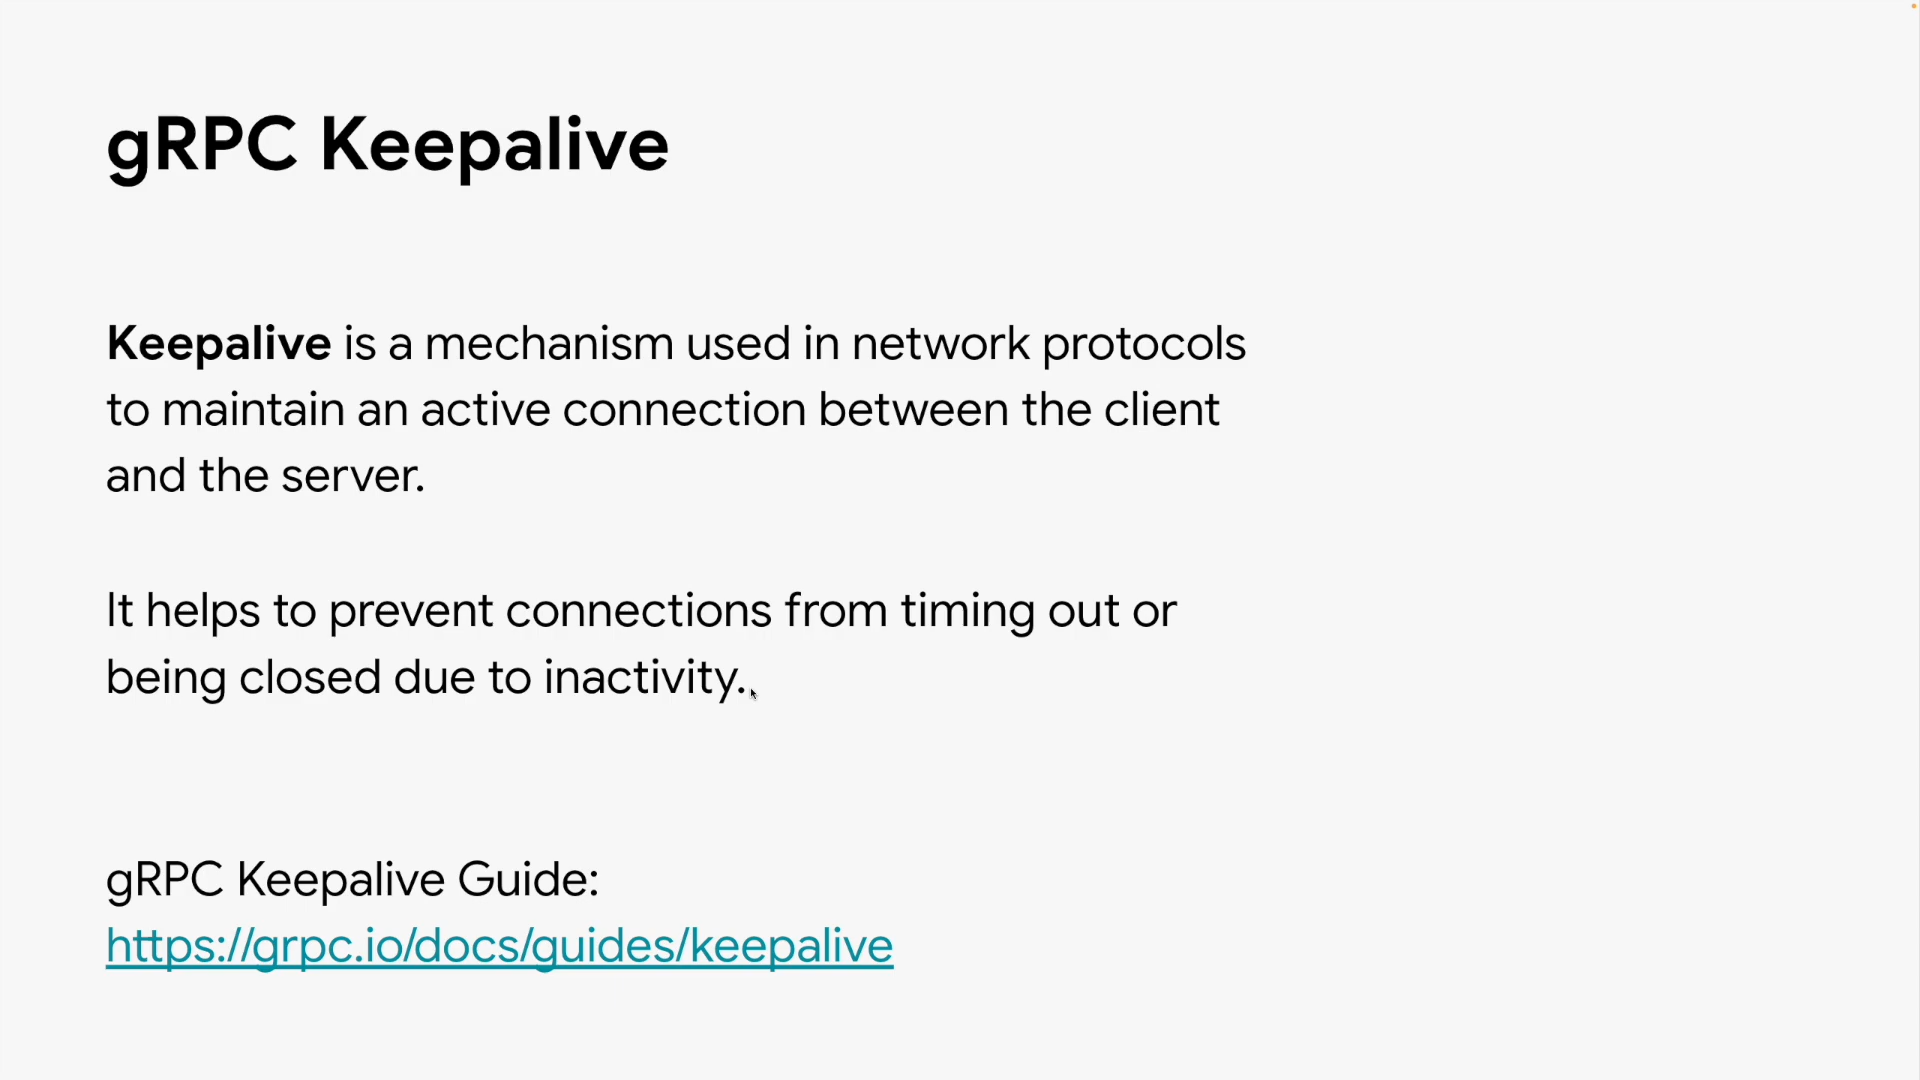 gRPC Keepalive
Keepalive is a mechanism used in network protocols
to maintain an active connection between the client
and the server.
It helps to prevent connections from timing out or
being closed due to inactivity.
gRPC Keepalive Guide:
https://grpc.io/docs/guides/keepalive